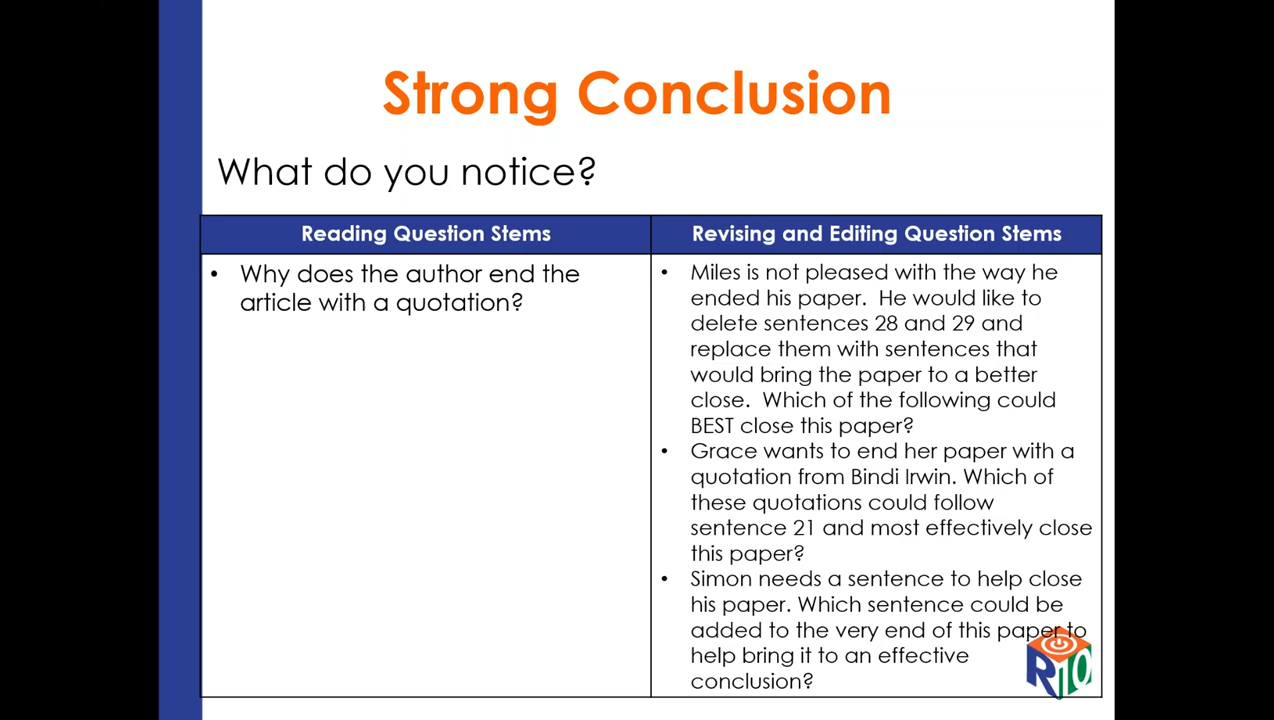 Strong Conclusion
What do you notice?
Reading Question Stems
• Why does the author end the
article with a quotation?
Revising and Editing Question Stems
• Miles is not pleased with the way he
ended his paper.  He would like to
delete sentences 28 and 29 and
replace them with sentences that
would bring the paper to a better
close.  Which of the following could
BEST close this paper?
• Grace wants to end her paper with a
quotation from Bindi Irwin. Which of
these quotations could follow
sentence 21 and most effectively close
this paper?
• Simon needs a sentence to help close
his paper. Which sentence could be
added to the very end of this paper to
help bring it to an effective
conclusion?
R10